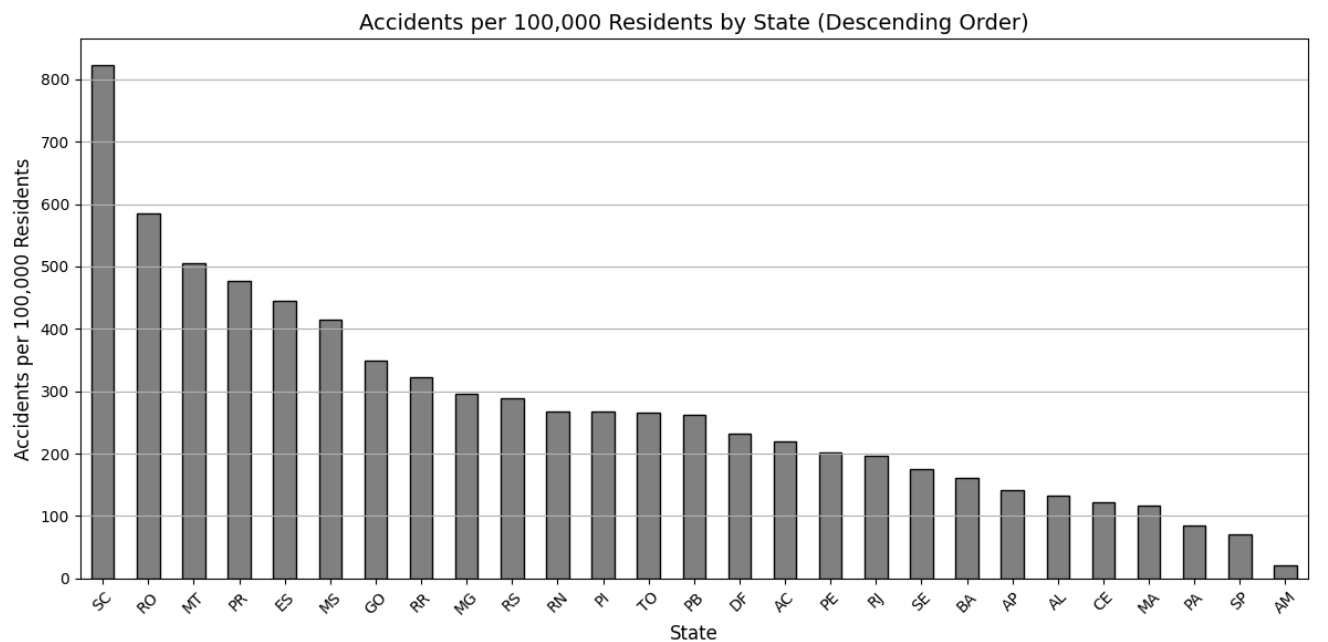 Accidents per 100,000 Residents by State (Descending Order)
Accidents per 100,000 Residents
800
700
600
500
400
300
200
100
0
SC RO MT PR ES MS GO RR MG RS RN PI TO PB DF AC PE RJ SE BA AP AL CE MA PA SP AM
State